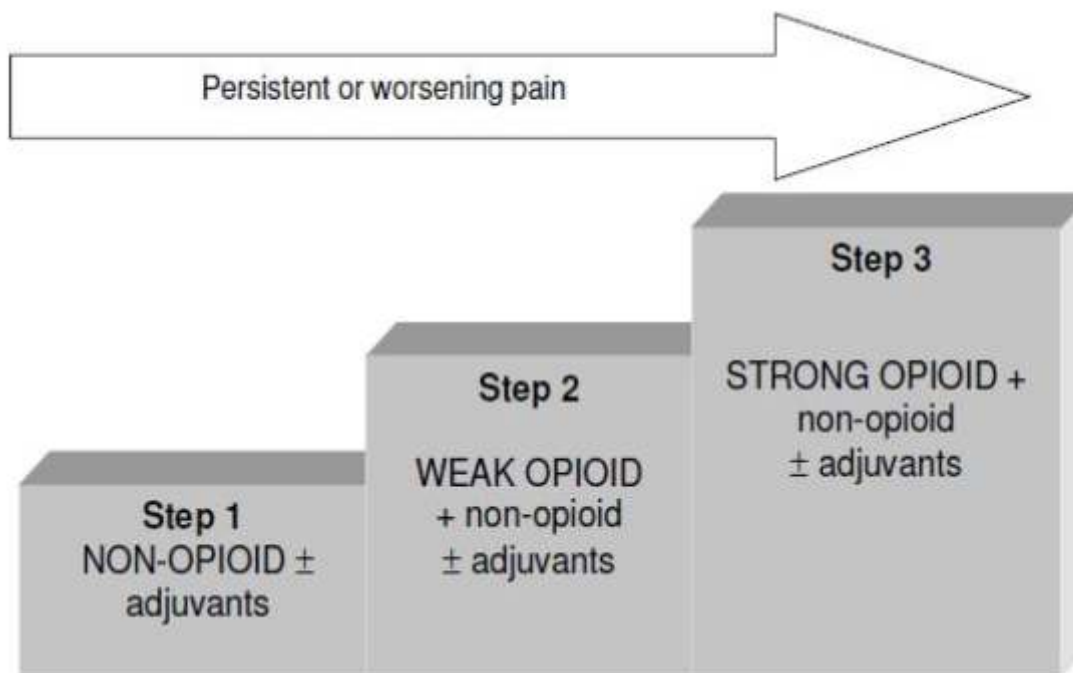 Persistent or worsening pain
Step 1
NON-OPIOID ±
adjuvants
Step 2
WEAK OPIOID
+ non-opioid
± adjuvants
Step 3
STRONG OPIOID +
non-opioid
± adjuvants